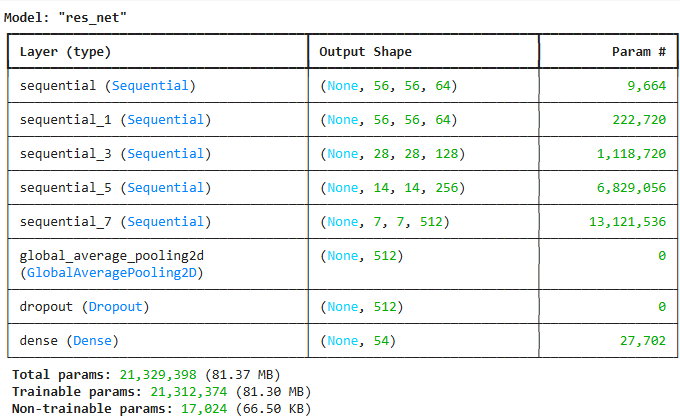 Model: "res_net"
Layer (type) Output Shape Param #
sequential (Sequential) (None, 56, 56, 64) 9,664
sequential_1 (Sequential) (None, 56, 56, 64) 222,720
sequential_3 (Sequential) (None, 28, 28, 128) 1,118,720
sequential_5 (Sequential) (None, 14, 14, 256) 6,829,056
sequential_7 (Sequential) (None, 7, 7, 512) 13,121,536
global_average_pooling2d (None, 512) 0
(GlobalAveragePooling2D)
dropout (Dropout) (None, 512) 0
dense (Dense) (None, 54) 27,702
Total params: 21,329,398 (81.37 MB)
Trainable params: 21,312,374 (81.30 MB)
Non-trainable params: 17,024 (66.50 KB)